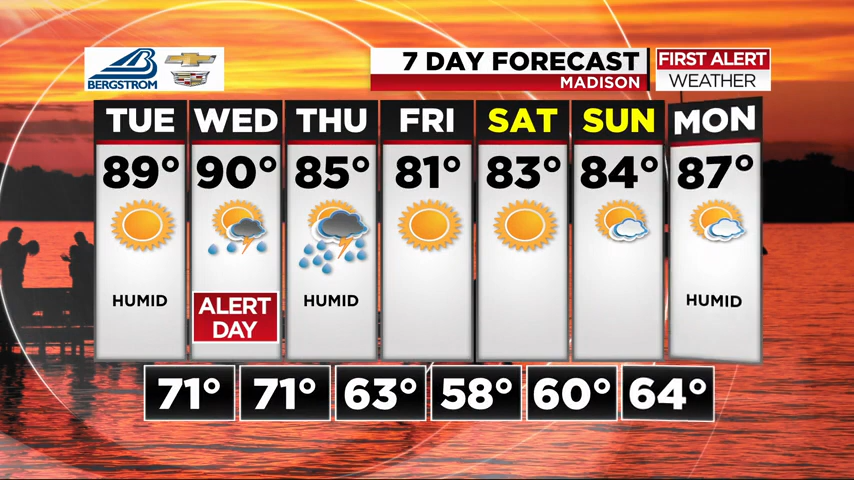 BERGSTROM
7 DAY FORECAST
MADISON
FIRST ALERT
WEATHER
TUE WED THU FRI SAT SUN MON
89° 90° 85° 81° 83° 84° 87°
HUMID HUMID HUMID
ALERT
DAY
71° 71° 63° 58° 60° 64°